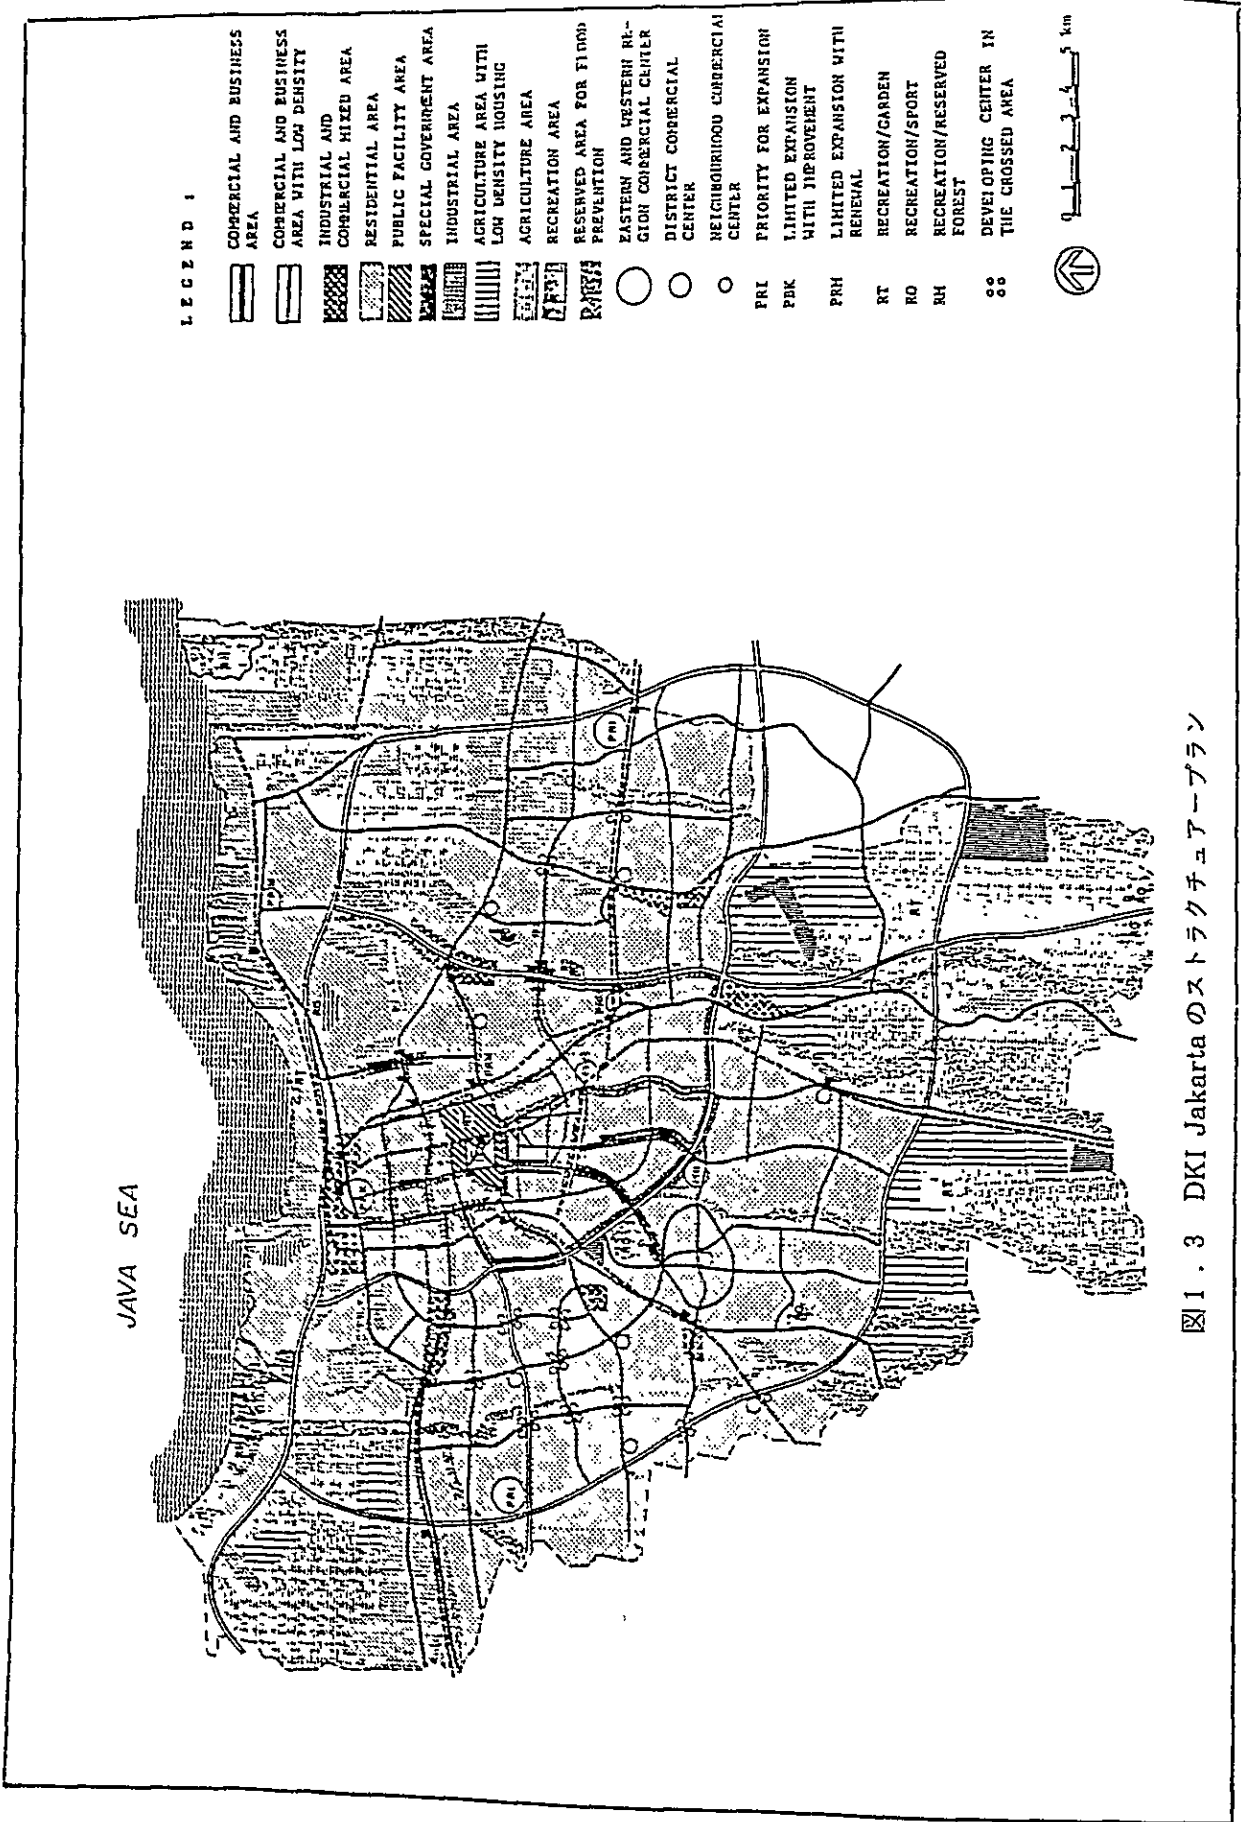 JAVA SEA
LEGEND :
COMMERCIAL AND BUSINESS
AREA
COMMERCIAL AND BUSINESS
AREA WITH LOW DENSITY
INDUSTRIAL AND
COMMERCIAL MIXED AREA
RESIDENTIAL AREA
PUBLIC FACILITY AREA
SPECIAL GOVERNMENT AREA
INDUSTRIAL AREA
AGRICULTURE AREA WITH
LOW DENSITY HOUSING
AGRICULTURE AREA
RECREATION AREA
RESERVED AREA FOR FLOOD
PREVENTION
EASTERN AND WESTERN RE-
GION COMMERCIAL CENTER
DISTRICT COMMERCIAL
CENTER
NEIGHBOURHOOD COMMERCIAL
CENTER
PRI PRIORITY FOR EXPANSION
PBK LIMITED EXPANSION
WITH IMPROVEMENT
PRM LIMITED EXPANSION WITH
RENEWAL
RT RECREATION/GARDEN
RO RECREATION/SPORT
RH RECREATION/RESERVED
FOREST
DEVELOPING CENTER IN
THE CROSSED AREA
0 1 2 3 4 5 km
PRI
PRI
RT
RT
RT
図1.3 DKI Jakartaのストラクチュアープラン